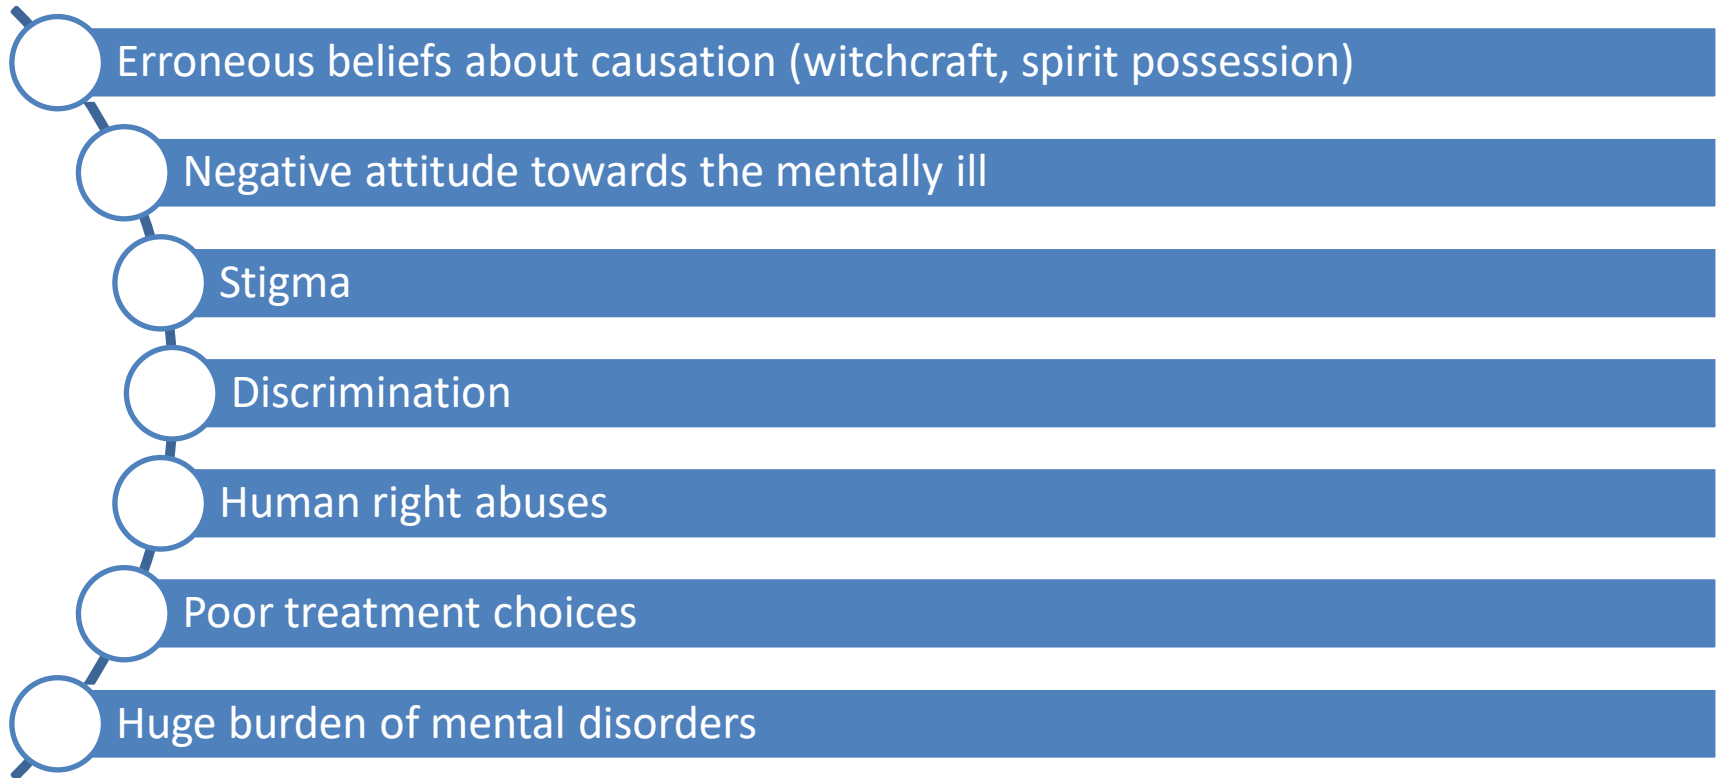 Erroneous beliefs about causation (witchcraft, spirit possession)
Negative attitude towards the mentally ill
Stigma
Discrimination
Human right abuses
Poor treatment choices
Huge burden of mental disorders